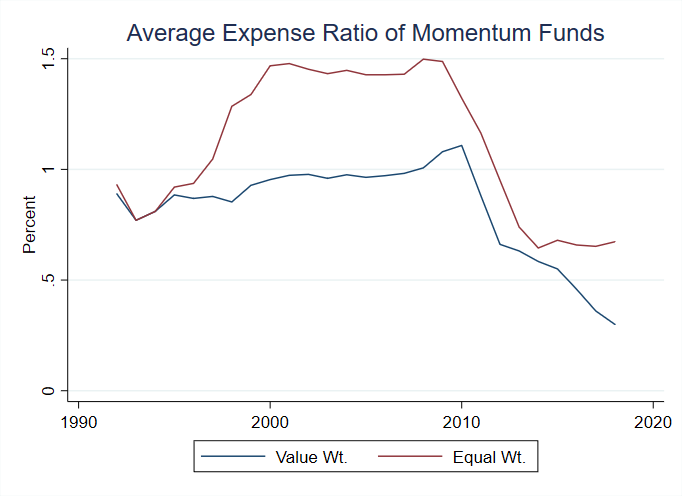 Average Expense Ratio of Momentum Funds
1.5
1
.5
0
Percent
1990 2000 2010 2020
Value Wt. Equal Wt.